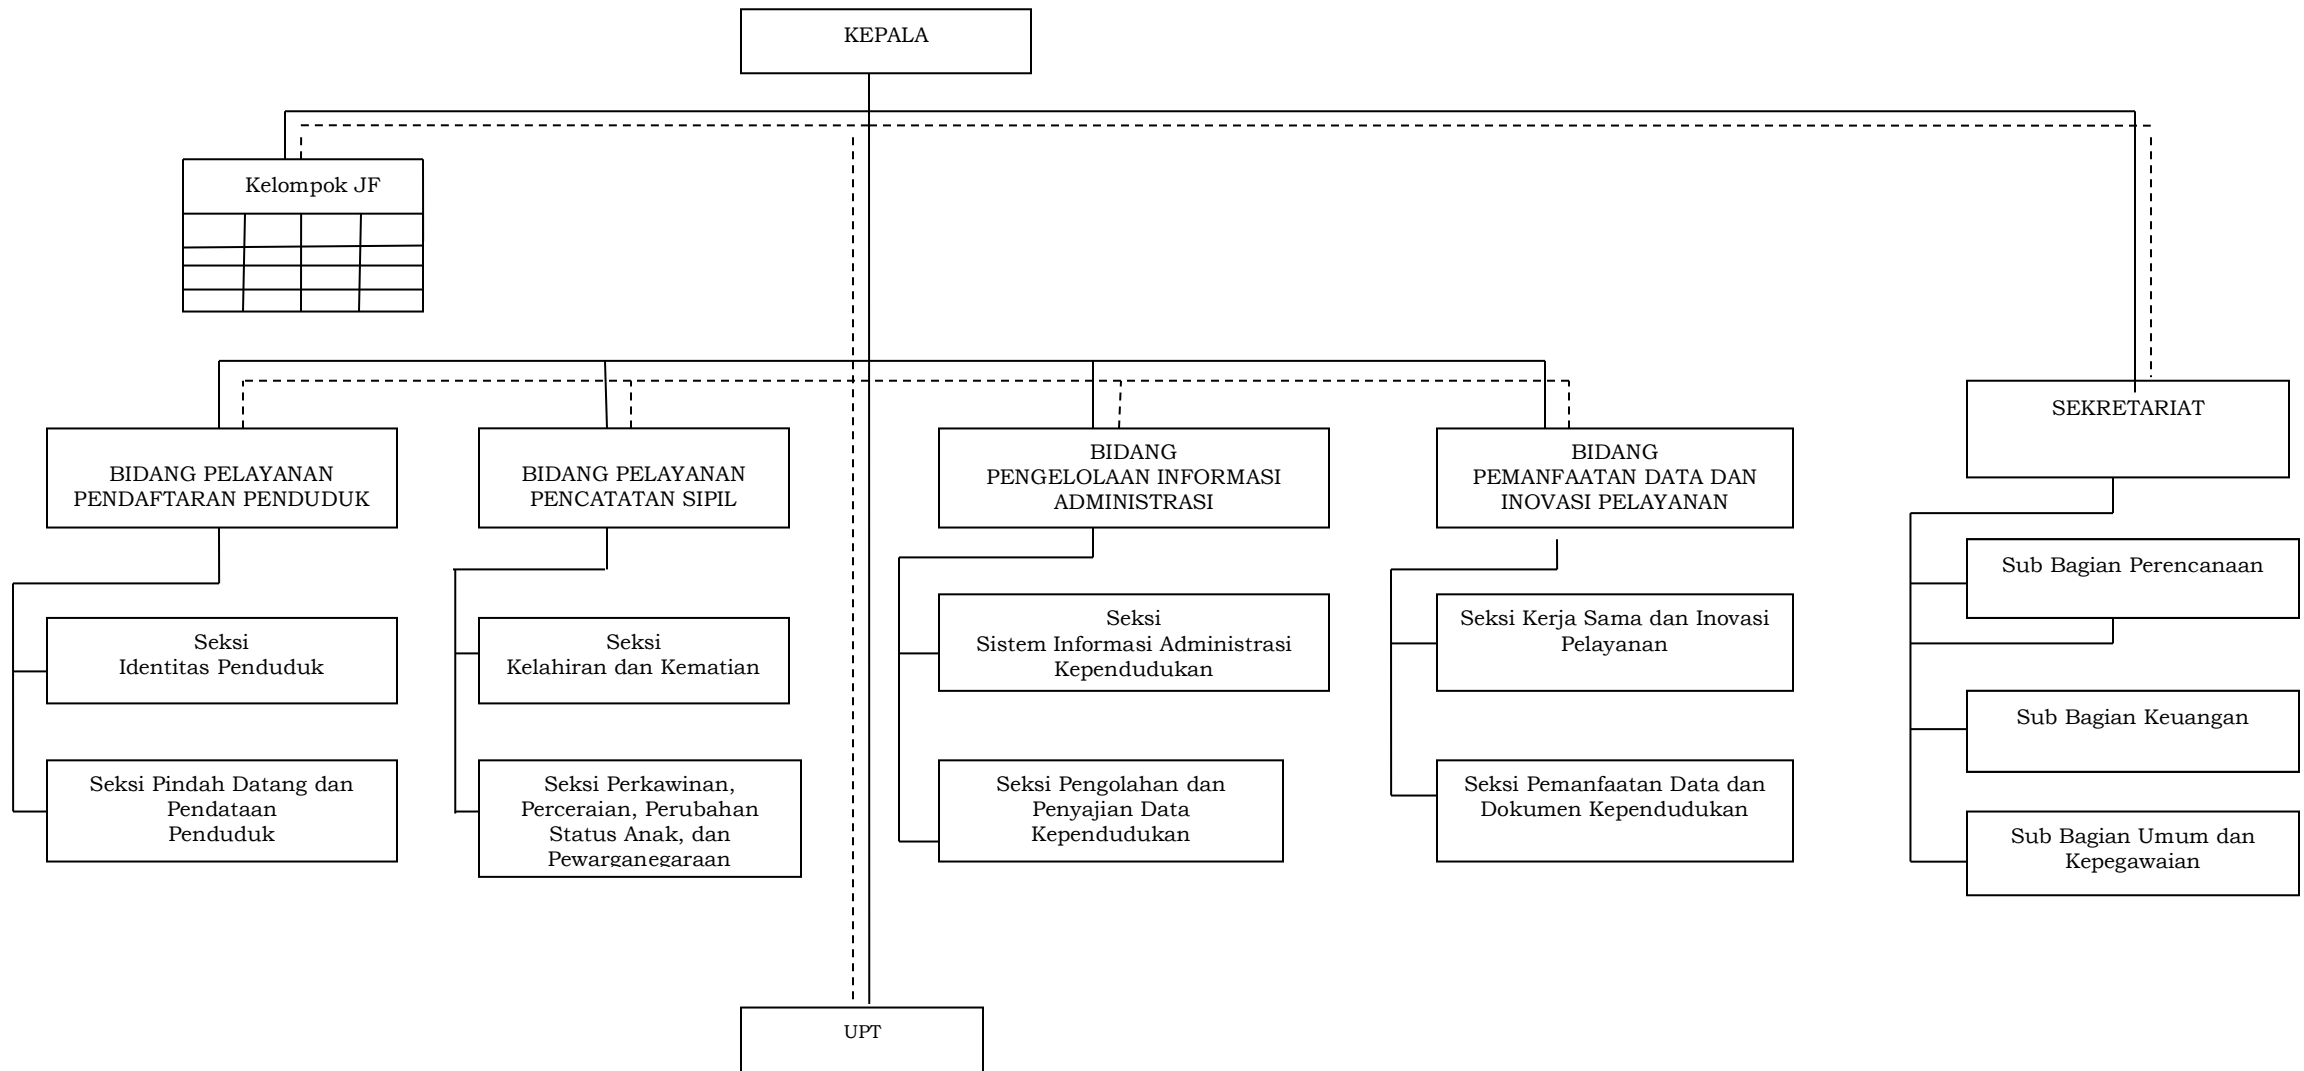 KEPALA
Kelompok JF
SEKRETARIAT
BIDANG PELAYANAN
PENDAFTARAN PENDUDUK
BIDANG PELAYANAN
PENCATATAN SIPIL
BIDANG
PENGELOLAAN INFORMASI
ADMINISTRASI
BIDANG
PEMANFAATAN DATA DAN
INOVASI PELAYANAN
Sub Bagian Perencanaan
Seksi
Identitas Penduduk
Seksi
Kelahiran dan Kematian
Seksi
Sistem Informasi Administrasi
Kependudukan
Seksi Kerja Sama dan Inovasi
Pelayanan
Sub Bagian Keuangan
Seksi Pindah Datang dan
Pendataan
Penduduk
Seksi Perkawinan,
Perceraian, Perubahan
Status Anak, dan
Pewarganegaraan
Seksi Pengolahan dan
Penyajian Data
Kependudukan
Seksi Pemanfaatan Data dan
Dokumen Kependudukan
Sub Bagian Umum dan
Kepegawaian
UPT